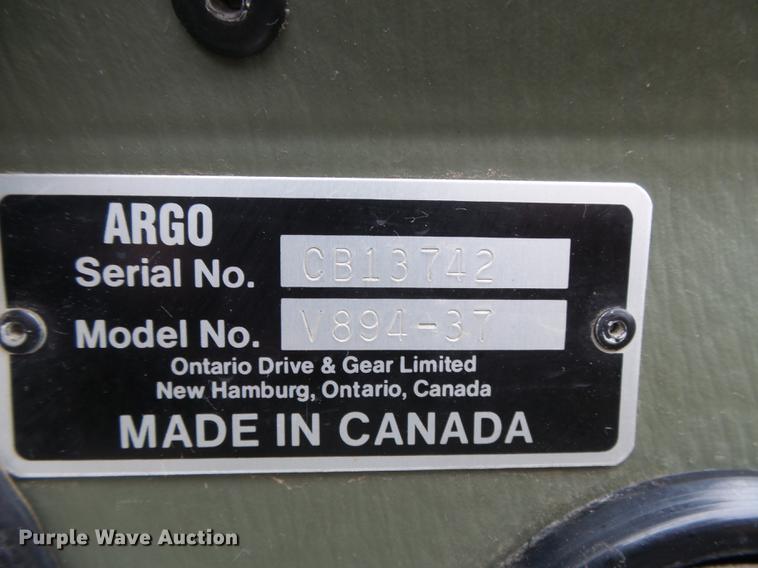 ARGO
Serial No. CB13742
Model No. V894-37
Ontario Drive & Gear Limited
New Hamburg, Ontario, Canada
MADE IN CANADA
Purple Wave Auction